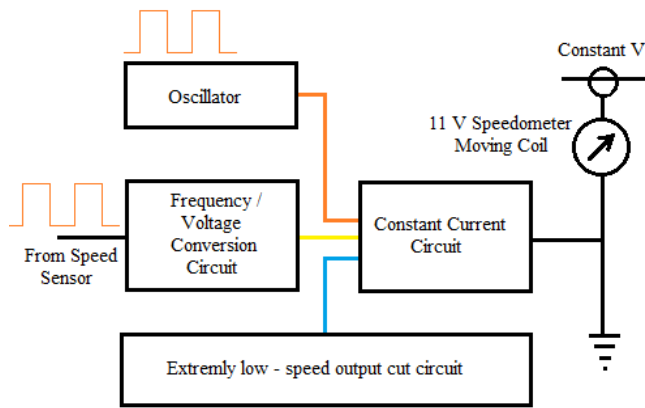 Constant V
Oscillator
11 V Speedometer
Moving Coil
Frequency /
Voltage
Conversion
Circuit
Constant Current
Circuit
From Speed
Sensor
Extremly low - speed output cut circuit